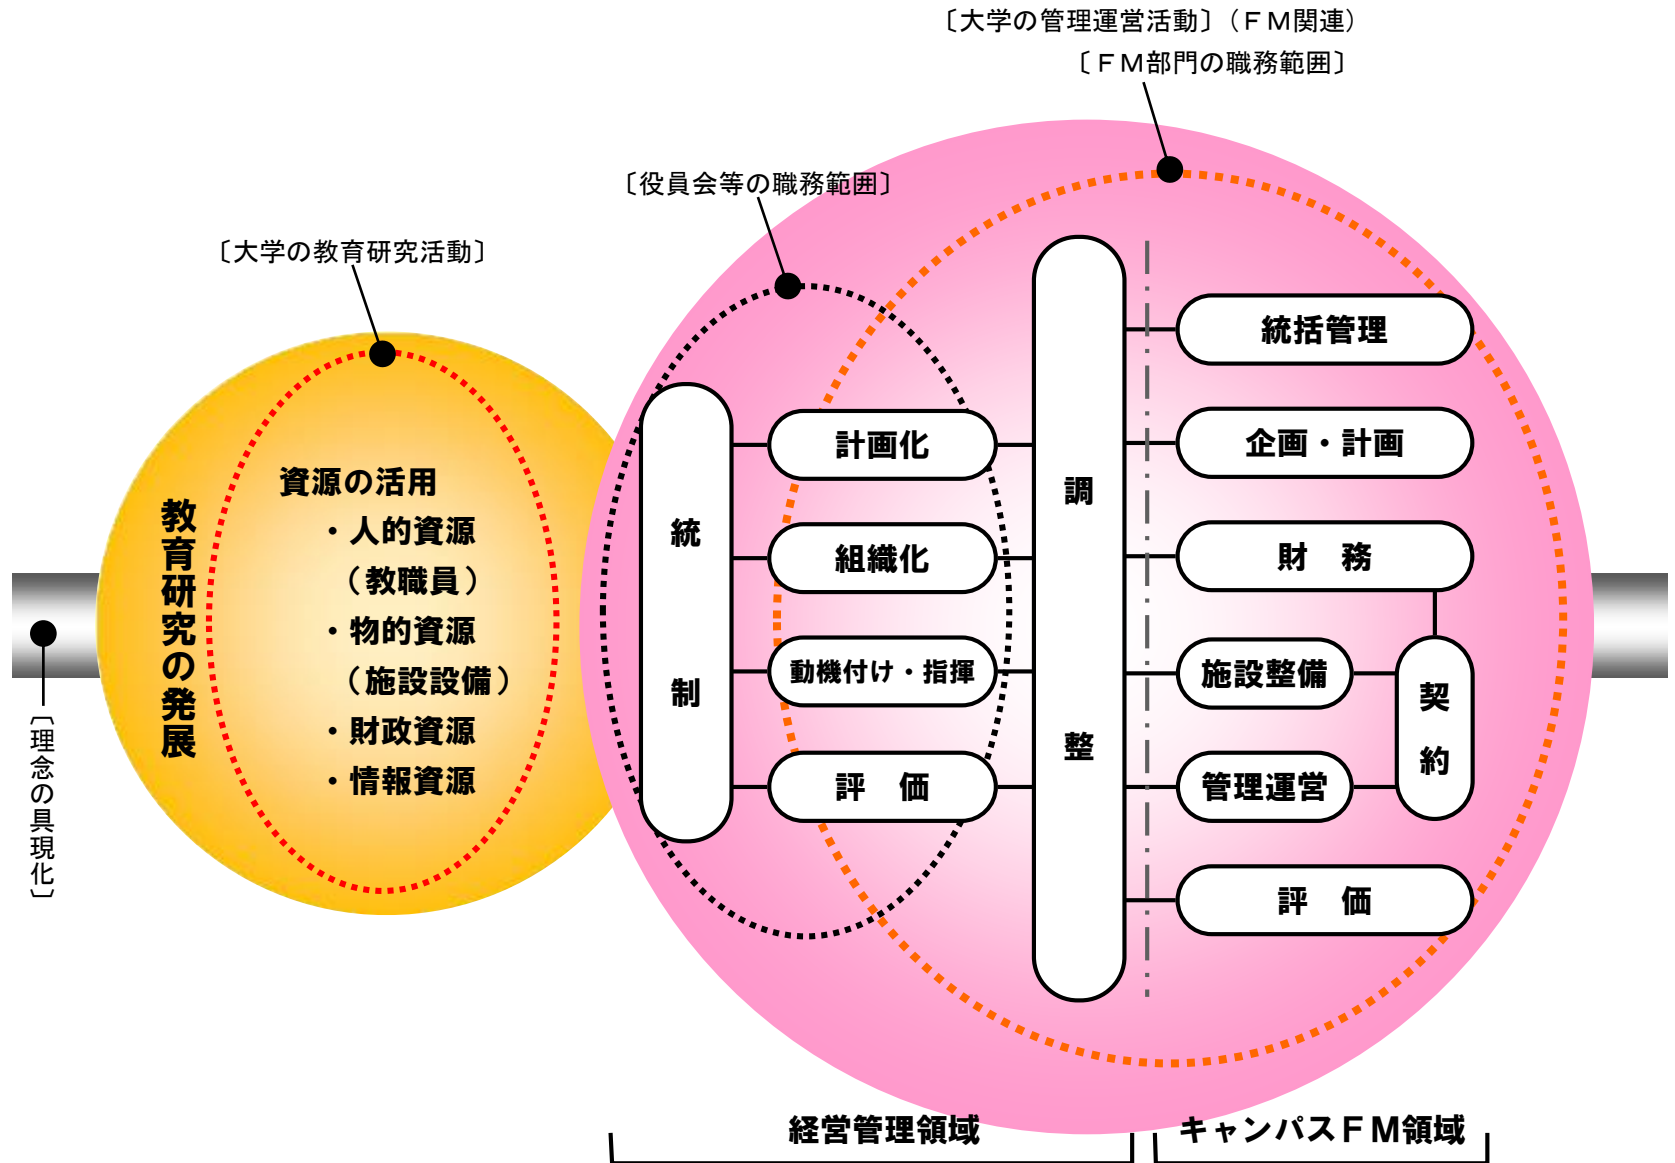 〔大学の管理運営活動〕(FM関連)
〔FM部門の職務範囲〕
〔役員会等の職務範囲〕
〔大学の教育研究活動〕
教育研究の発展
資源の活用
・人的資源
(教職員)
・物的資源
(施設設備)
・財政資源
・情報資源
〔理念の具現化〕
統制
計画化
組織化
動機付け・指揮
評 価
調整
統括管理
企画・計画
財 務
施設整備
管理運営
契約
評 価
経営管理領域
キャンパスFM領域